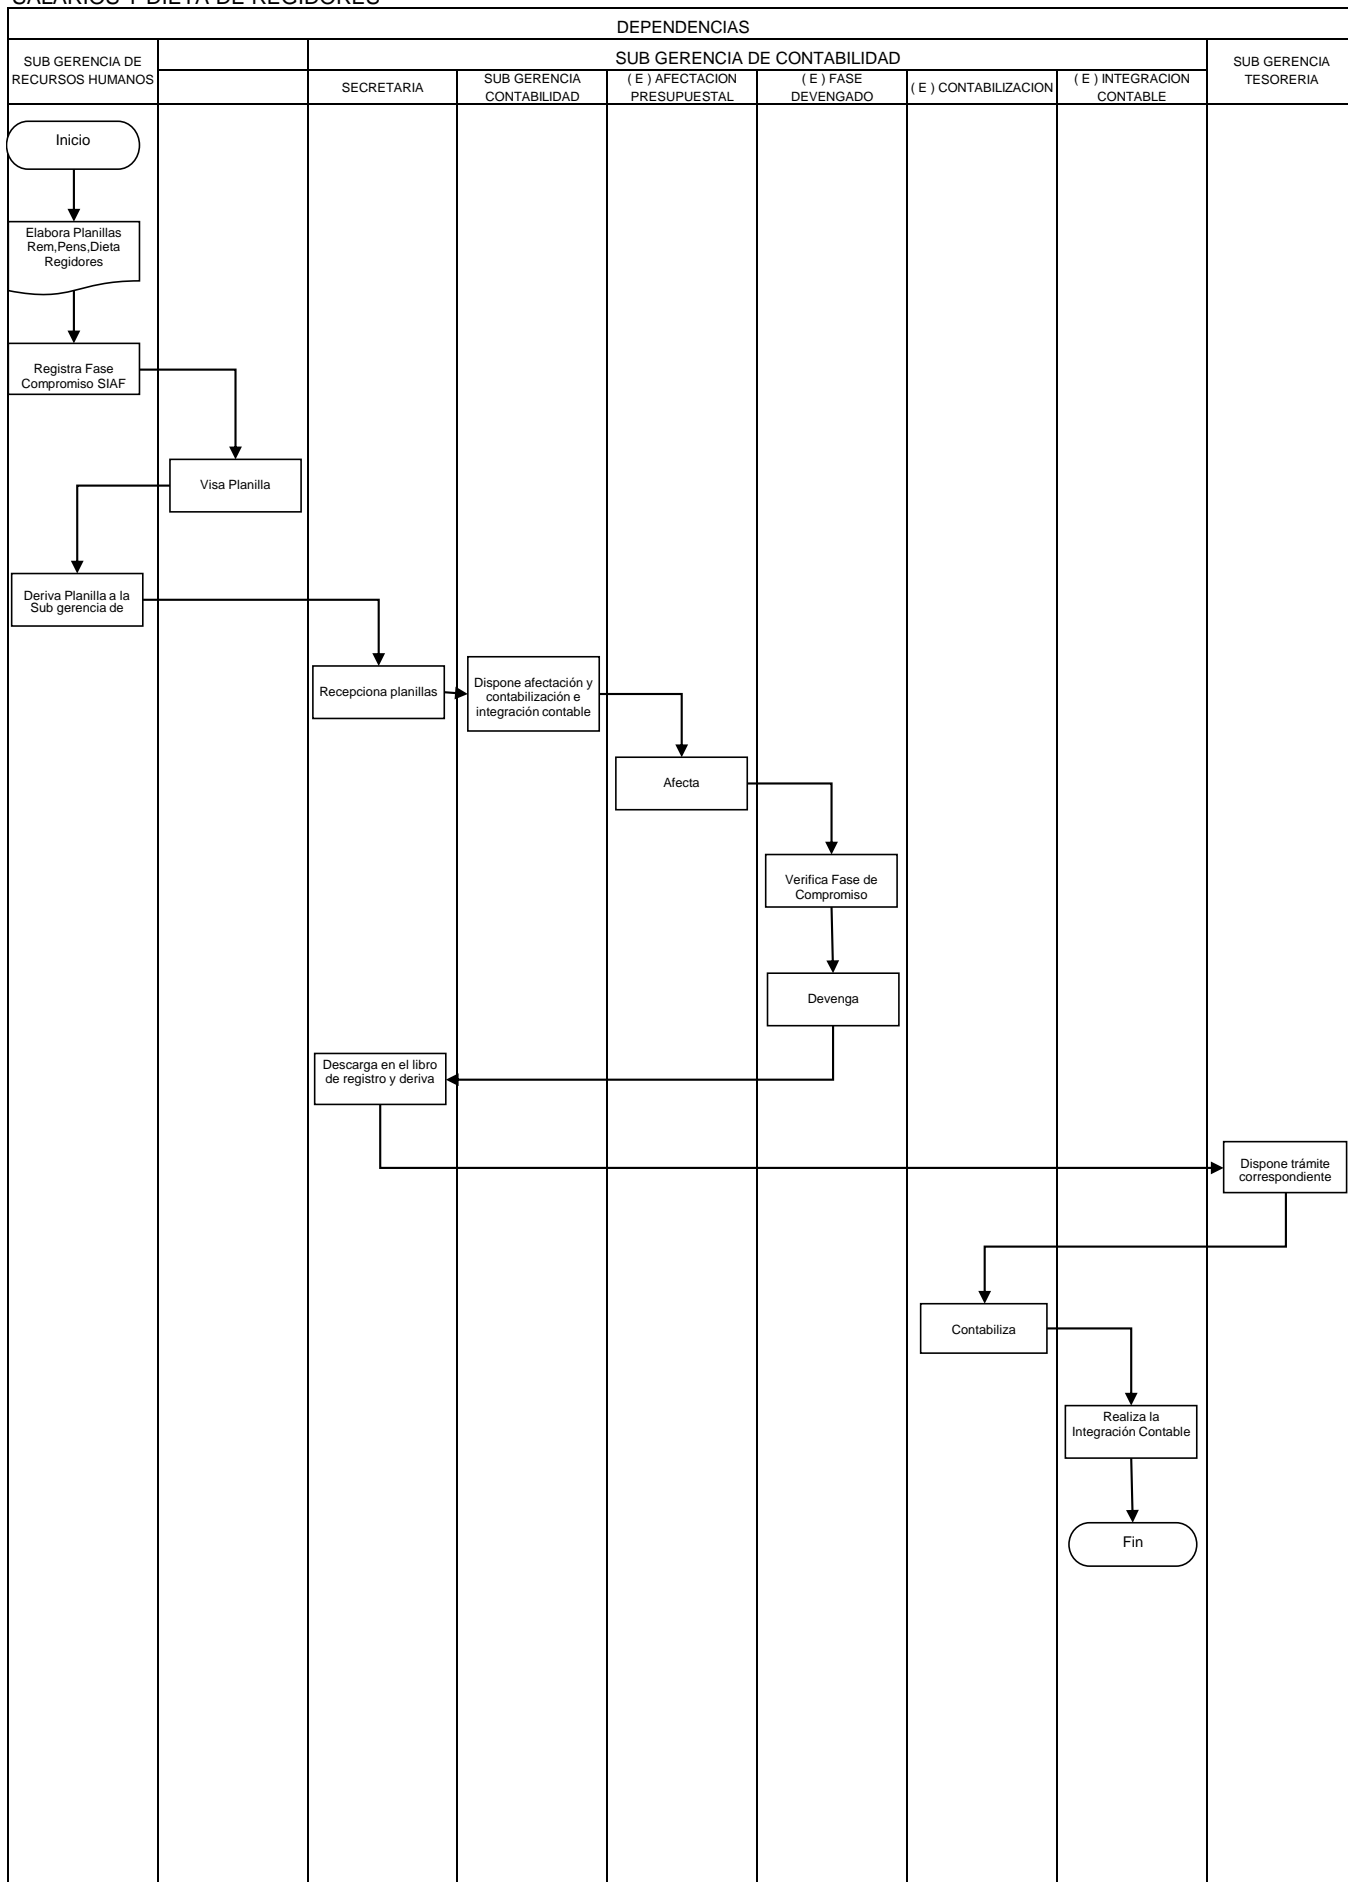 SALARIOS Y DIETA DE REGIDORES
DEPENDENCIAS
SUB GERENCIA DE
RECURSOS HUMANOS
SUB GERENCIA DE CONTABILIDAD
SUB GERENCIA
TESORERIA
SECRETARIA
SUB GERENCIA
CONTABILIDAD
( E ) AFECTACION
PRESUPUESTAL
( E ) FASE
DEVENGADO
( E ) CONTABILIZACION
( E ) INTEGRACION
CONTABLE
Inicio
Elabora Planillas
Rem,Pens,Dieta
Regidores
Registra Fase
Compromiso SIAF
Visa Planilla
Deriva Planilla a la
Sub gerencia de
Recepciona planillas
Dispone afectación y
contabilización e
integración contable
Afecta
Verifica Fase de
Compromiso
Devenga
Descarga en el libro
de registro y deriva
Dispone trámite
correspondiente
Contabiliza
Realiza la
Integración Contable
Fin